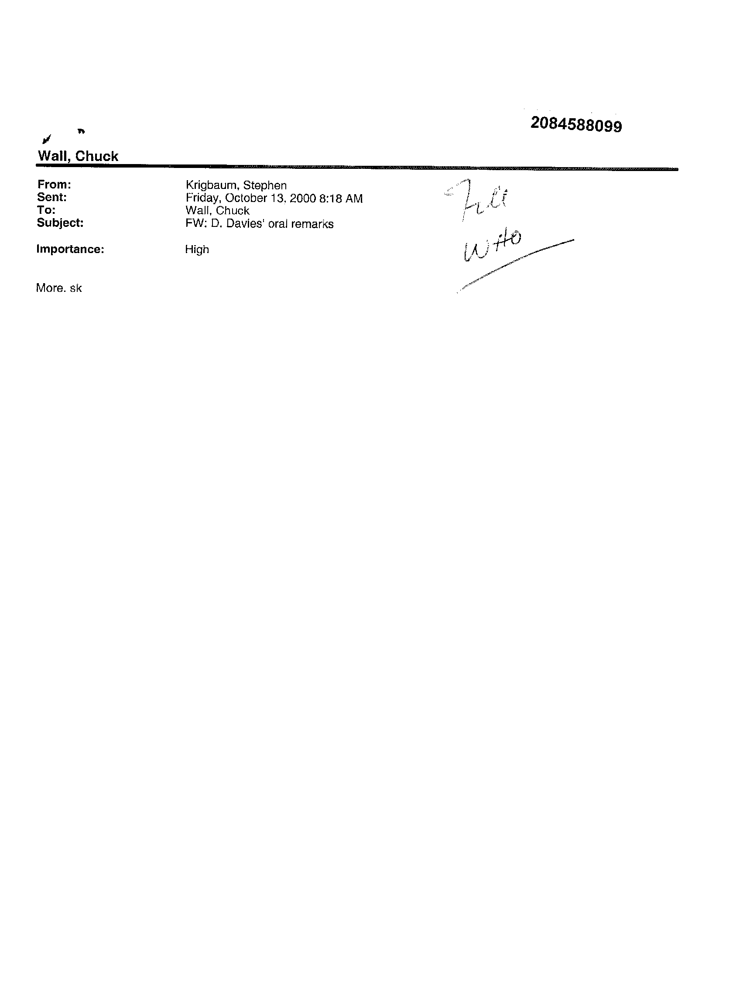 2084588099
Wall, Chuck
From: Krigbaum, Stephen
Sent: Friday, October 13, 2000 8:18 AM
To: Wall, Chuck
Subject: FW: D. Davies' oral remarks
Importance: High
File
WHO
More. sk